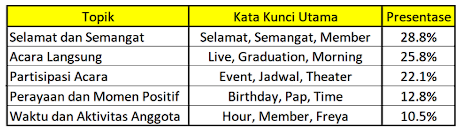 Topik Kata Kunci Utama Presentase
Selamat dan Semangat Selamat, Semangat, Member 28.8%
Acara Langsung Live, Graduation, Morning 25.8%
Partisipasi Acara Event, Jadwal, Theater 22.1%
Perayaan dan Momen Positif Birthday, Pap, Time 12.8%
Waktu dan Aktivitas Anggota Hour, Member, Freya 10.5%